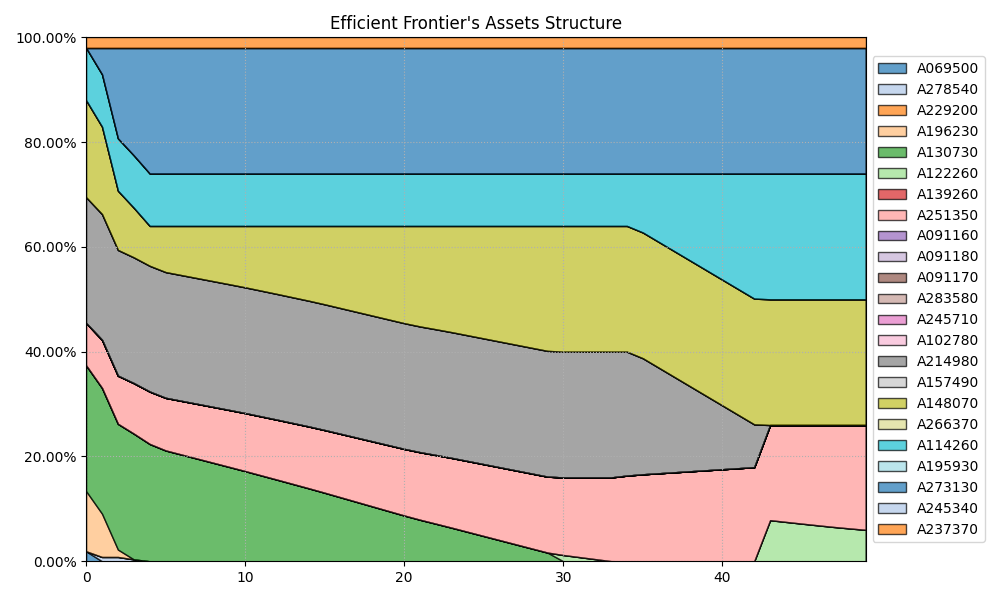 Efficient Frontier's Assets Structure
100.00%
80.00%
60.00%
40.00%
20.00%
0.00%
0
10
20
30
40
A069500
A278540
A229200
A196230
A130730
A122260
A139260
A251350
A091160
A091180
A091170
A283580
A245710
A102780
A214980
A157490
A148070
A266370
A114260
A195930
A273130
A245340
A237370